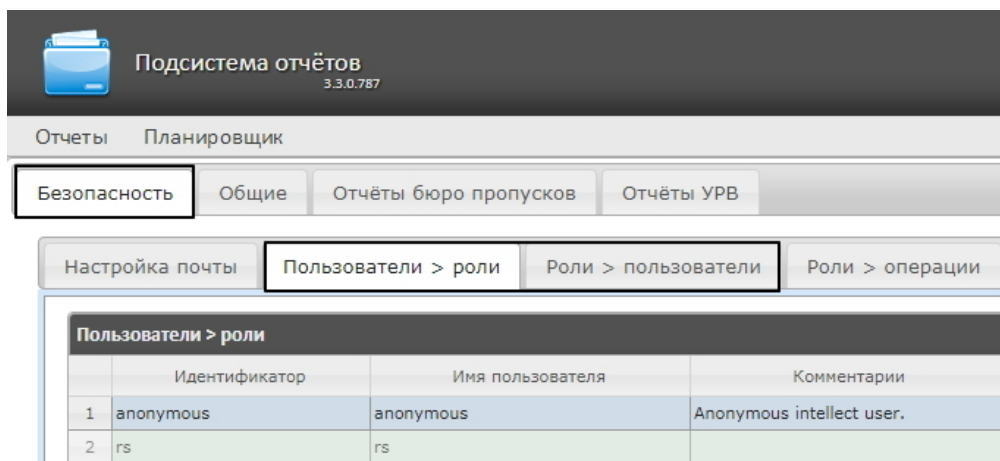 Подсистема отчётов
3.3.0.787
Отчеты Планировщик
Безопасность Общие Отчёты бюро пропусков Отчёты УРВ
Настройка почты Пользователи > роли Роли > пользователи Роли > операции
Пользователи > роли
Идентификатор Имя пользователя Комментарии
1 anonymous anonymous Anonymous intellect user.
2 rs rs